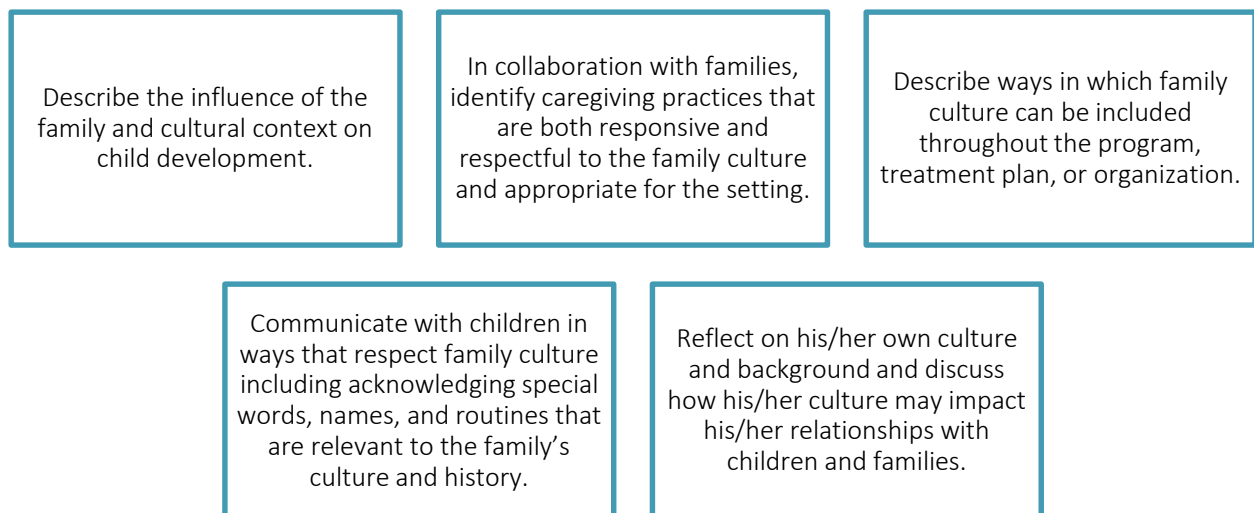 Describe the influence of the
family and cultural context on
child development.
In collaboration with families,
identify caregiving practices that
are both responsive and
respectful to the family culture
and appropriate for the setting.
Describe ways in which family
culture can be included
throughout the program,
treatment plan, or organization.
Communicate with children in
ways that respect family culture
including acknowledging special
words, names, and routines that
are relevant to the family’s
culture and history.
Reflect on his/her own culture
and background and discuss
how his/her culture may impact
his/her relationships with
children and families.